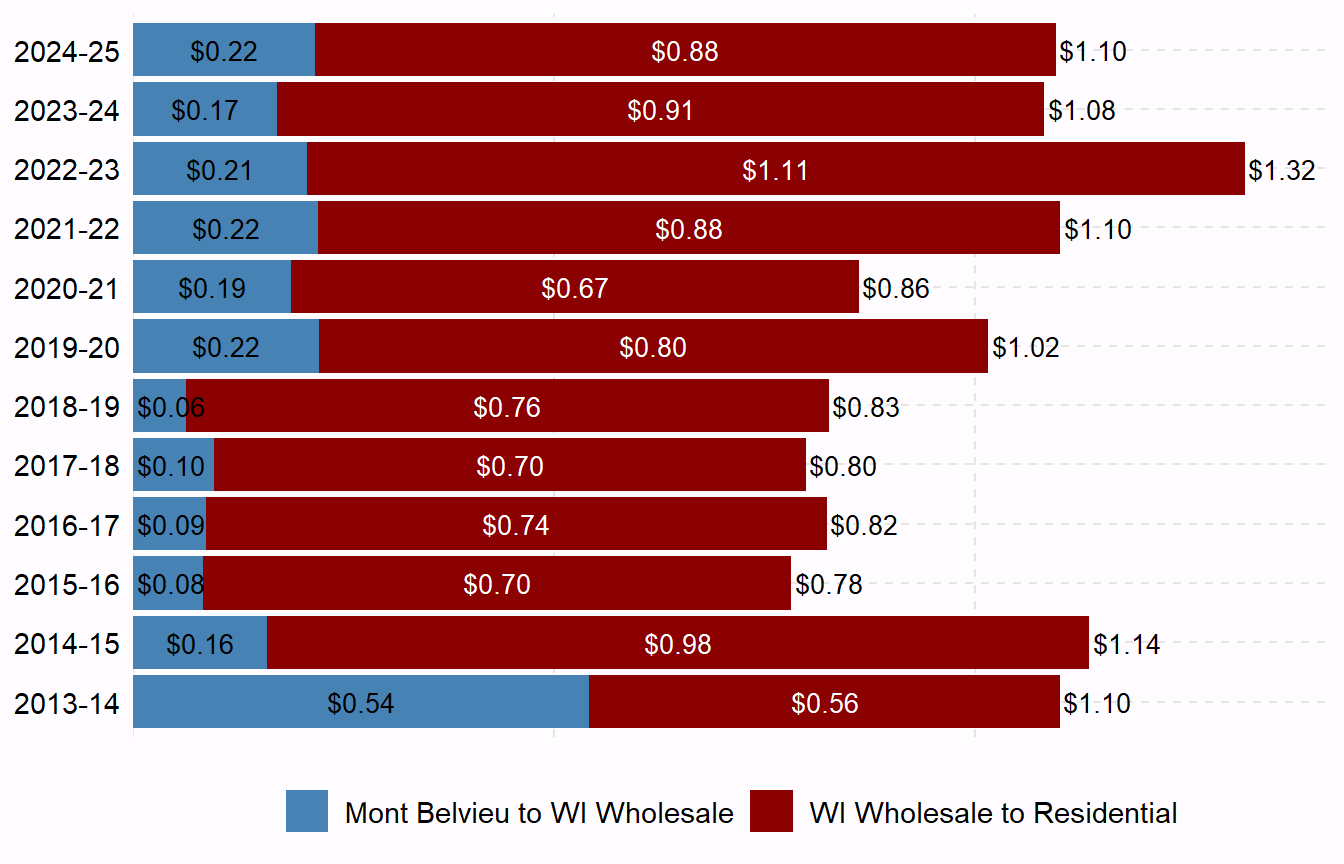 2024-25 $0.22 $0.88 $1.10
2023-24 $0.17 $0.91 $1.08
2022-23 $0.21 $1.11 $1.32
2021-22 $0.22 $0.88 $1.10
2020-21 $0.19 $0.67 $0.86
2019-20 $0.22 $0.80 $1.02
2018-19 $0.06 $0.76 $0.83
2017-18 $0.10 $0.70 $0.80
2016-17 $0.09 $0.74 $0.82
2015-16 $0.08 $0.70 $0.78
2014-15 $0.16 $0.98 $1.14
2013-14 $0.54 $0.56 $1.10
Mont Belvieu to WI Wholesale WI Wholesale to Residential